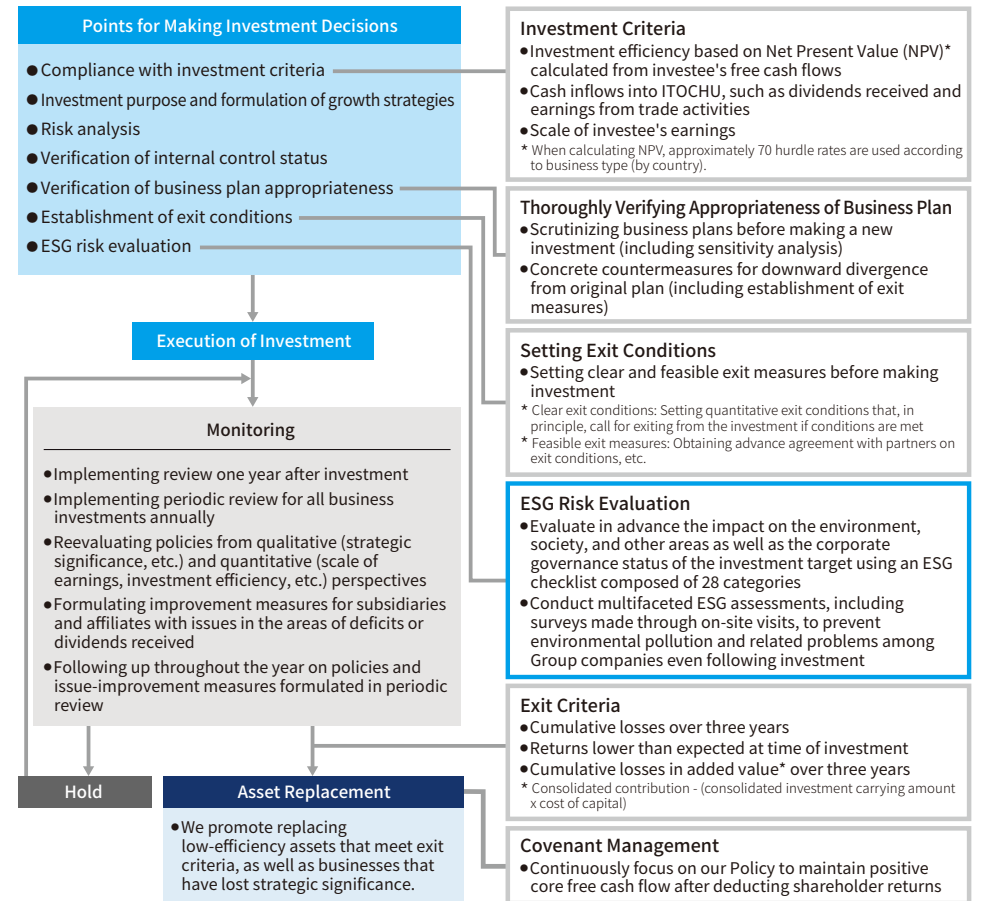 Points for Making Investment Decisions
●Compliance with investment criteria
●Investment purpose and formulation of growth strategies
●Risk analysis
●Verification of internal control status
●Verification of business plan appropriateness
●Establishment of exit conditions
●ESG risk evaluation
Execution of Investment
Monitoring
●Implementing review one year after investment
●Implementing periodic review for all business
investments annually
●Reevaluating policies from qualitative (strategic
significance, etc.) and quantitative (scale of
earnings, investment efficiency, etc.) perspectives
●Formulating improvement measures for subsidiaries
and affiliates with issues in the areas of deficits or
dividends received
●Following up throughout the year on policies and
issue-improvement measures formulated in periodic
review
Hold
Asset Replacement
●We promote replacing
low-efficiency assets that meet exit
criteria, as well as businesses that
have lost strategic significance.
Investment Criteria
●Investment efficiency based on Net Present Value (NPV)*
calculated from investee's free cash flows
●Cash inflows into ITOCHU, such as dividends received and
earnings from trade activities
●Scale of investee's earnings
* When calculating NPV, approximately 70 hurdle rates are used according
to business type (by country).
Thoroughly Verifying Appropriateness of Business Plan
●Scrutinizing business plans before making a new
investment (including sensitivity analysis)
●Concrete countermeasures for downward divergence
from original plan (including establishment of exit
measures)
Setting Exit Conditions
●Setting clear and feasible exit measures before making
investment
* Clear exit conditions: Setting quantitative exit conditions that, in
principle, call for exiting from the investment if conditions are met
* Feasible exit measures: Obtaining advance agreement with partners on
exit conditions, etc.
ESG Risk Evaluation
●Evaluate in advance the impact on the environment,
society, and other areas as well as the corporate
governance status of the investment target using an ESG
checklist composed of 28 categories
●Conduct multifaceted ESG assessments, including
surveys made through on-site visits, to prevent
environmental pollution and related problems among
Group companies even following investment
Exit Criteria
●Cumulative losses over three years
●Returns lower than expected at time of investment
●Cumulative losses in added value* over three years
* Consolidated contribution - (consolidated investment carrying amount
x cost of capital)
Covenant Management
●Continuously focus on our Policy to maintain positive
core free cash flow after deducting shareholder returns